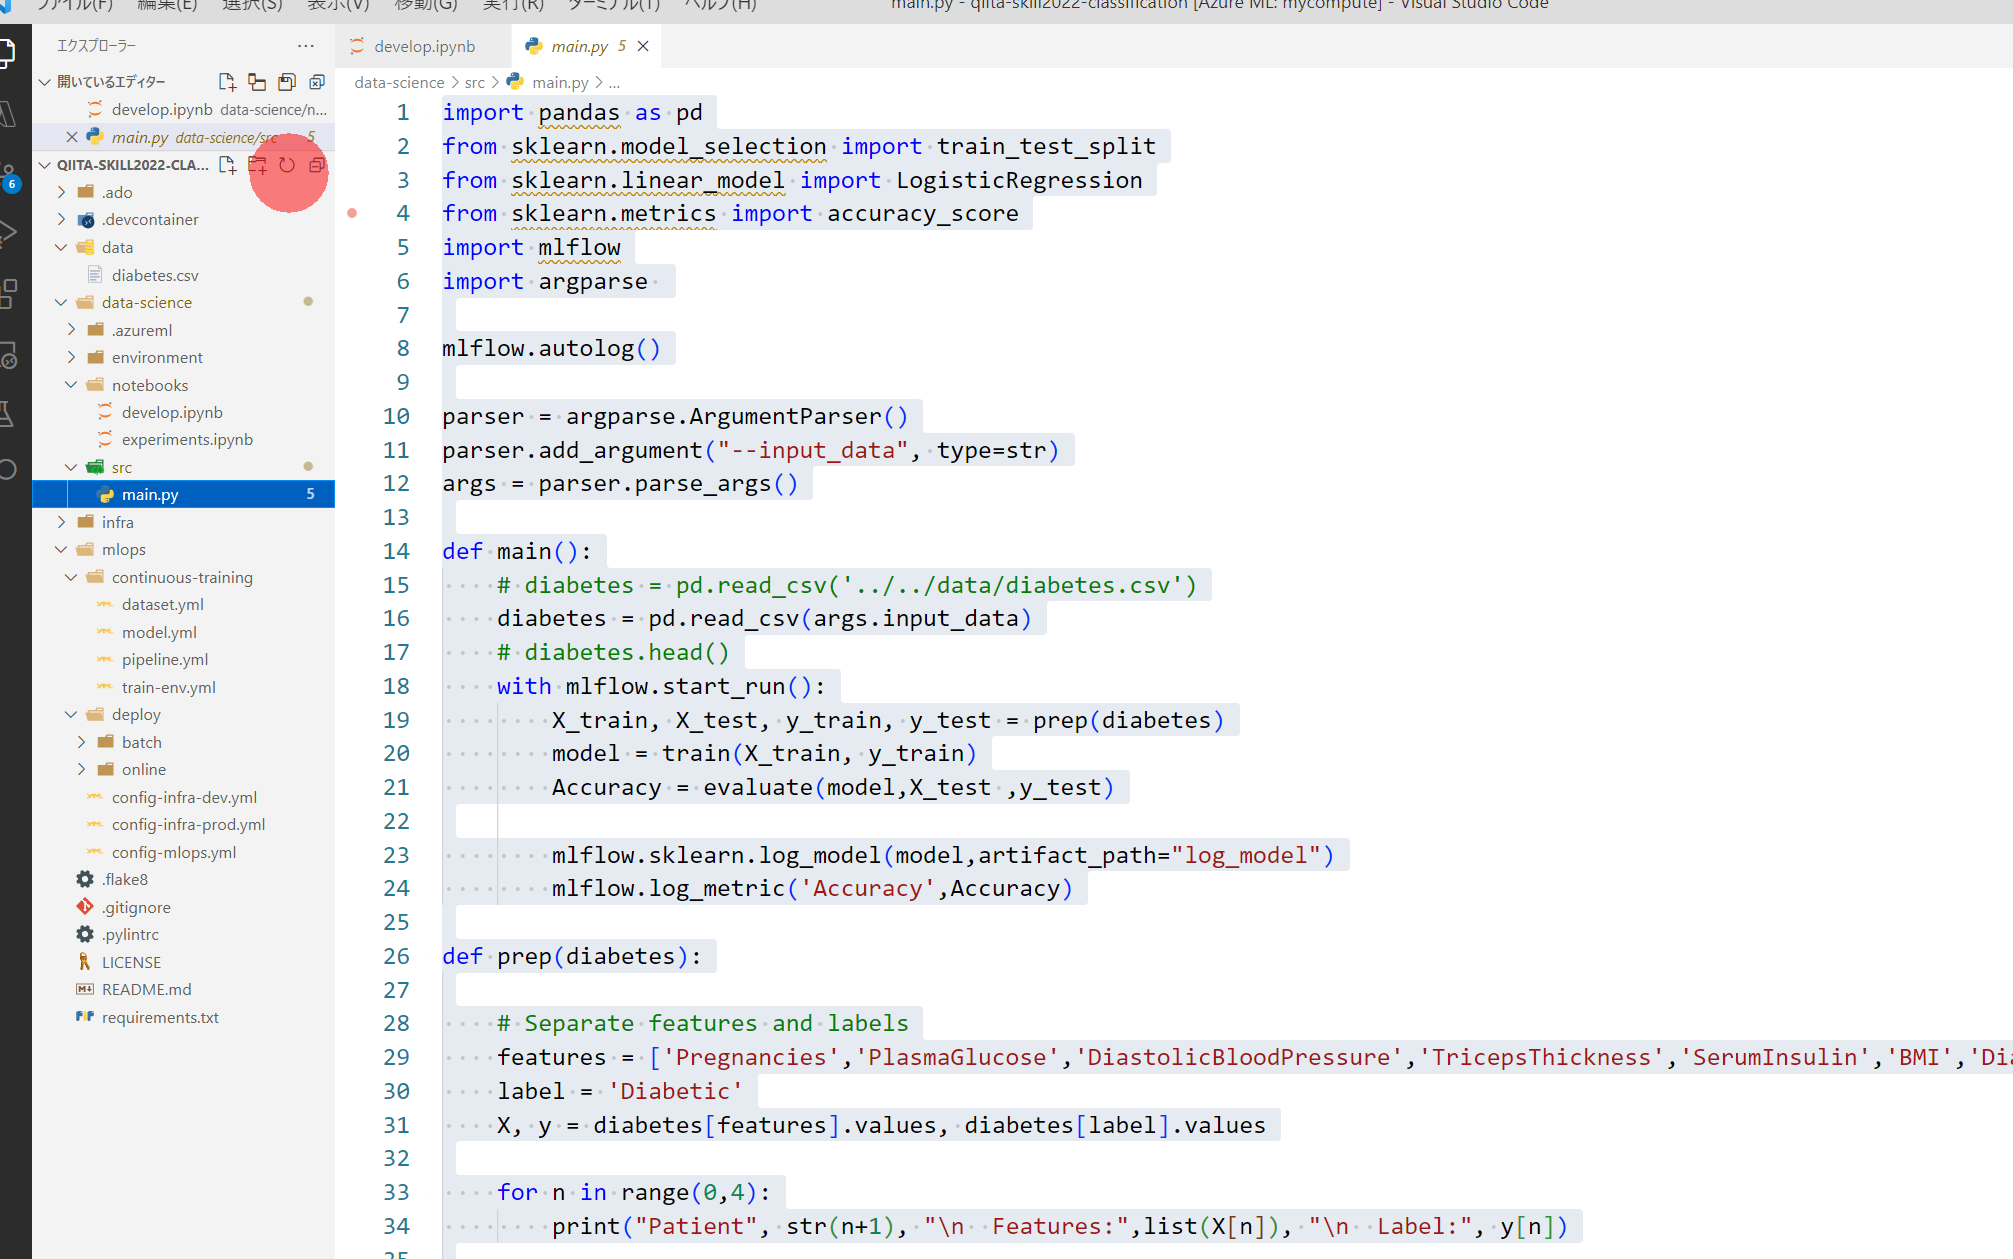 ファイル(F) 編集(E) 選択(S) 表示(V) 移動(G) 実行(R) ターミナル(T) ヘルプ(H) main.py - qiita-skill2022-classification [Azure ML: mycompute] - Visual Studio Code
エクスプローラー
開いているエディター
develop.ipynb data-science/n...
main.py data-science/src 5
QIITA-SKILL2022-CLA...
.ado
.devcontainer
data
diabetes.csv
data-science
.azureml
environment
notebooks
develop.ipynb
experiments.ipynb
src
main.py 5
infra
mlops
continuous-training
dataset.yml
model.yml
pipeline.yml
train-env.yml
deploy
batch
online
config-infra-dev.yml
config-infra-prod.yml
config-mlops.yml
.flake8
.gitignore
.pylintrc
LICENSE
README.md
requirements.txt
6
develop.ipynb main.py 5
data-science > src > main.py > ...
1 import pandas as pd
2 from sklearn.model_selection import train_test_split
3 from sklearn.linear_model import LogisticRegression
4 from sklearn.metrics import accuracy_score
5 import mlflow
6 import argparse
7
8 mlflow.autolog()
9
10 parser = argparse.ArgumentParser()
11 parser.add_argument("--input_data", type=str)
12 args = parser.parse_args()
13
14 def main():
15 # diabetes = pd.read_csv('../../data/diabetes.csv')
16 diabetes = pd.read_csv(args.input_data)
17 # diabetes.head()
18 with mlflow.start_run():
19 X_train, X_test, y_train, y_test = prep(diabetes)
20 model = train(X_train, y_train)
21 Accuracy = evaluate(model,X_test ,y_test)
22
23 mlflow.sklearn.log_model(model,artifact_path="log_model")
24 mlflow.log_metric('Accuracy',Accuracy)
25
26 def prep(diabetes):
27
28 # Separate features and labels
29 features = ['Pregnancies','PlasmaGlucose','DiastolicBloodPressure','TricepsThickness','SerumInsulin','BMI','Dia
30 label = 'Diabetic'
31 X, y = diabetes[features].values, diabetes[label].values
32
33 for n in range(0,4):
34 print("Patient", str(n+1), "\n  Features:",list(X[n]), "\n  Label:", y[n])
35